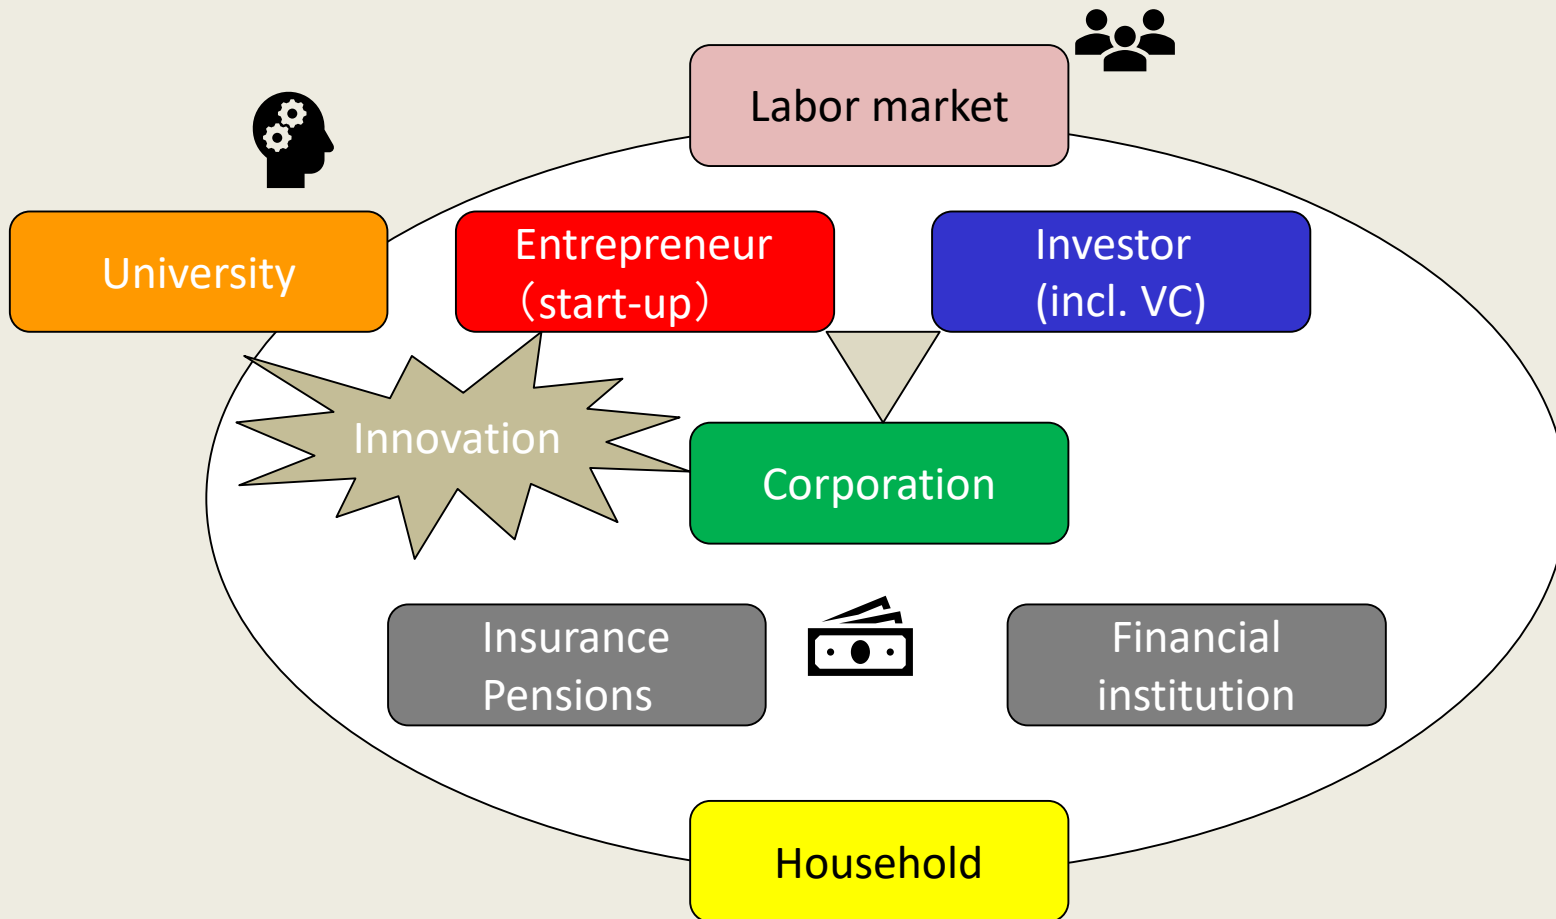 Labor market
University
Entrepreneur
（start-up）
Investor
(incl. VC)
Innovation
Corporation
Insurance
Pensions
Financial
institution
Household